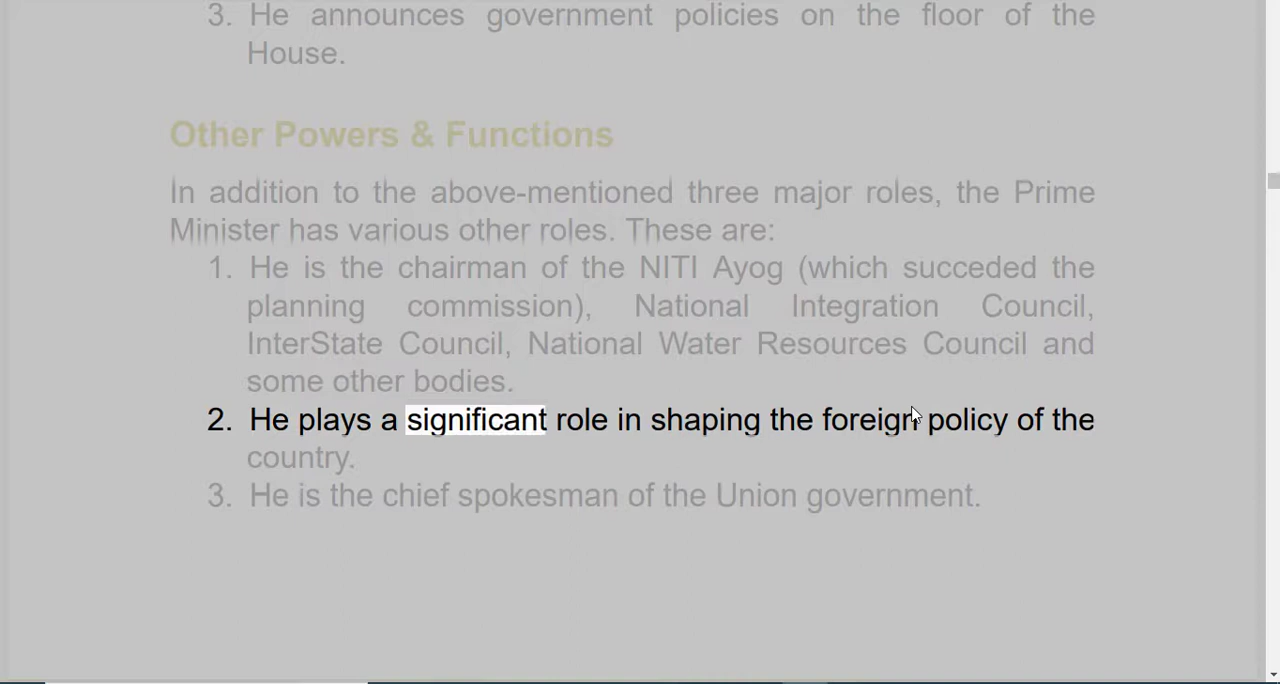 3. He announces government policies on the floor of the
House.
Other Powers & Functions
In addition to the above-mentioned three major roles, the Prime
Minister has various other roles. These are:
1. He is the chairman of the NITI Ayog (which succeded the
planning commission), National Integration Council,
InterState Council, National Water Resources Council and
some other bodies.
2. He plays a significant role in shaping the foreign policy of the
country.
3. He is the chief spokesman of the Union government.